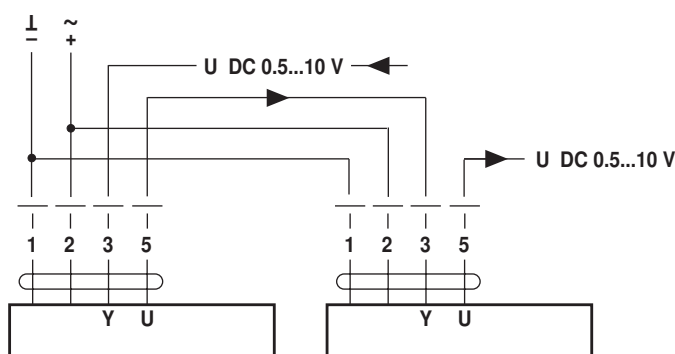 ⊥ ~
− +
U DC 0.5...10 V
U DC 0.5...10 V
1 2 3 5 1 2 3 5
Y U Y U